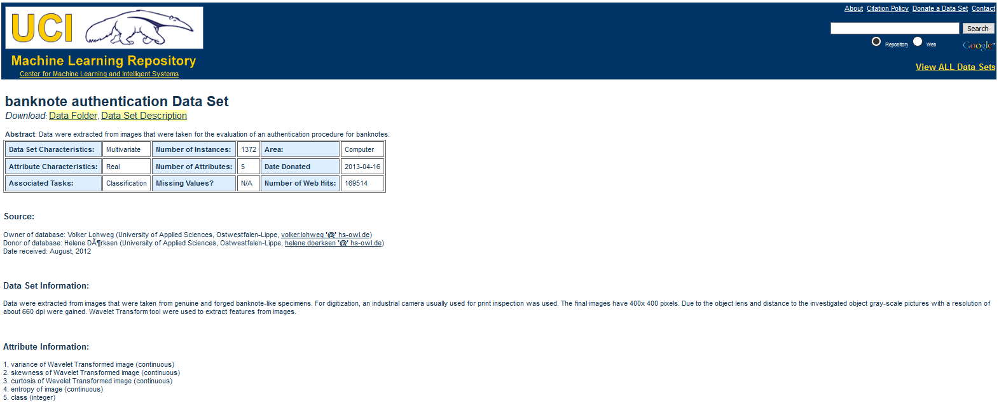 About Citation Policy Donate a Data Set Contact
UCI
Search
Repository Web Google™
Machine Learning Repository
Center for Machine Learning and Intelligent Systems
View ALL Data Sets
banknote authentication Data Set
Download: Data Folder, Data Set Description
Abstract: Data were extracted from images that were taken for the evaluation of an authentication procedure for banknotes.
Data Set Characteristics: Multivariate Number of Instances: 1372 Area: Computer
Attribute Characteristics: Real Number of Attributes: 5 Date Donated 2013-04-16
Associated Tasks: Classification Missing Values? N/A Number of Web Hits: 169514
Source:
Owner of database: Volker Lohweg (University of Applied Sciences, Ostwestfalen-Lippe, volker.lohweg '@' hs-owl.de)
Donor of database: Helene DÃ¶rksen (University of Applied Sciences, Ostwestfalen-Lippe, helene.doerksen '@' hs-owl.de)
Date received: August, 2012
Data Set Information:
Data were extracted from images that were taken from genuine and forged banknote-like specimens. For digitization, an industrial camera usually used for print inspection was used. The final images have 400x 400 pixels. Due to the object lens and distance to the investigated object gray-scale pictures with a resolution of
about 660 dpi were gained. Wavelet Transform tool were used to extract features from images.
Attribute Information:
1. variance of Wavelet Transformed image (continuous)
2. skewness of Wavelet Transformed image (continuous)
3. curtosis of Wavelet Transformed image (continuous)
4. entropy of image (continuous)
5. class (integer)